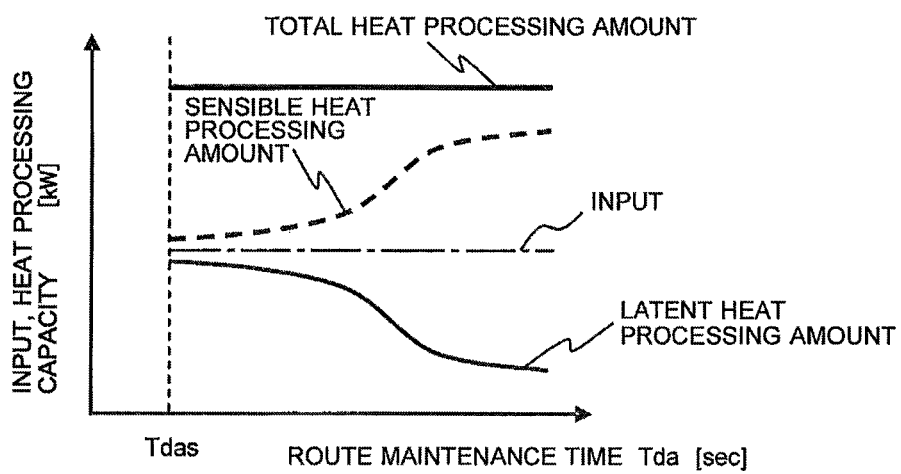 TOTAL HEAT PROCESSING AMOUNT
SENSIBLE HEAT
PROCESSING
AMOUNT
INPUT
LATENT HEAT
PROCESSING AMOUNT
INPUT, HEAT PROCESSING
CAPACITY [kW]
Tdas
ROUTE MAINTENANCE TIME Tda [sec]